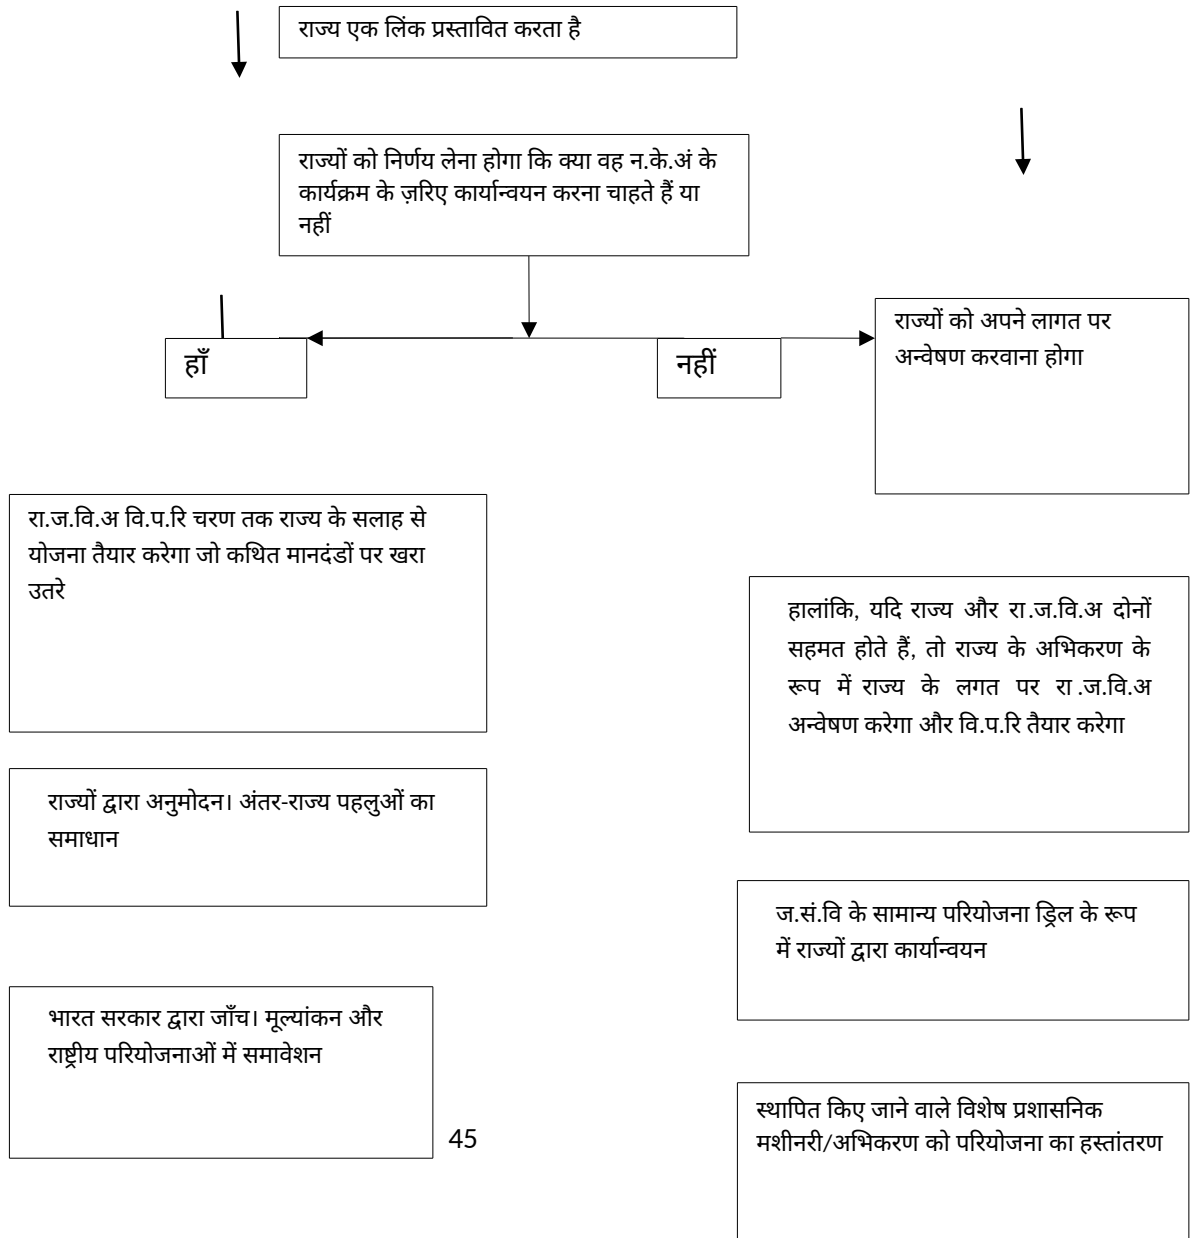 राज्य एक लिंक प्रस्तावित करता है
राज्यों को निर्णय लेना होगा कि क्या वह न.के.अं के
कार्यक्रम के ज़रिए कार्यान्वयन करना चाहते हैं या
नहीं
हाँ
नहीं
राज्यों को अपने लागत पर
अन्वेषण करवाना होगा
रा.ज.वि.अ वि.प.रि चरण तक राज्य के सलाह से
योजना तैयार करेगा जो कथित मानदंडों पर खरा
उतरे
हालांकि, यदि राज्य और रा.ज.वि.अ दोनों
सहमत होते हैं, तो राज्य के अभिकरण के
रूप में राज्य के लगत पर रा.ज.वि.अ
अन्वेषण करेगा और वि.प.रि तैयार करेगा
राज्यों द्वारा अनुमोदन। अंतर-राज्य पहलुओं का
समाधान
ज.सं.वि के सामान्य परियोजना ड्रिल के रूप
में राज्यों द्वारा कार्यान्वयन
भारत सरकार द्वारा जाँच। मूल्यांकन और
राष्ट्रीय परियोजनाओं में समावेशन
स्थापित किए जाने वाले विशेष प्रशासनिक
मशीनरी/अभिकरण को परियोजना का हस्तांतरण
45